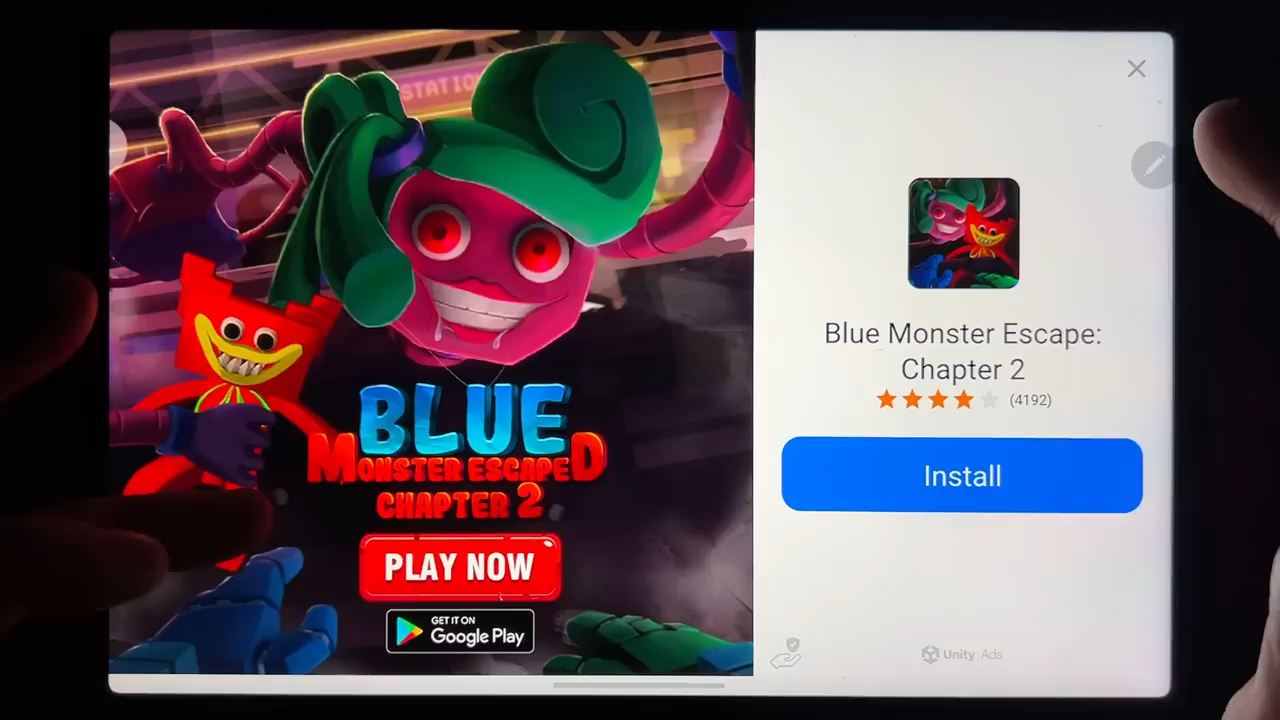 STATIO
BLUE
MONSTER ESCAPED
CHAPTER 2
PLAY NOW
GET IT ON
Google Play
Blue Monster Escape:
Chapter 2
(4192)
Install
Unity Ads